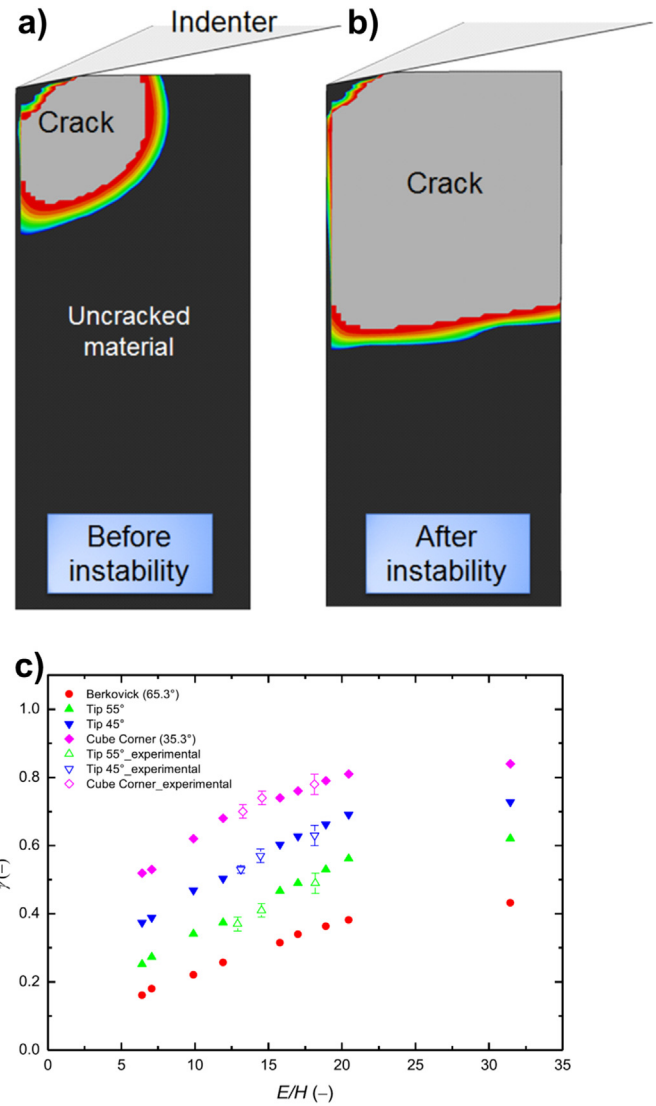 a)
Indenter
b)
Crack
Crack
Uncracked
material
Before
instability
After
instability
c)
Berkovick (65.3°)
Tip 55°
Tip 45°
Cube Corner (35.3°)
Tip 55°_experimental
Tip 45°_experimental
Cube Corner_experimental
1.0
0.8
0.6
0.4
0.2
0.0
0 5 10 15 20 25 30 35
E/H (–)